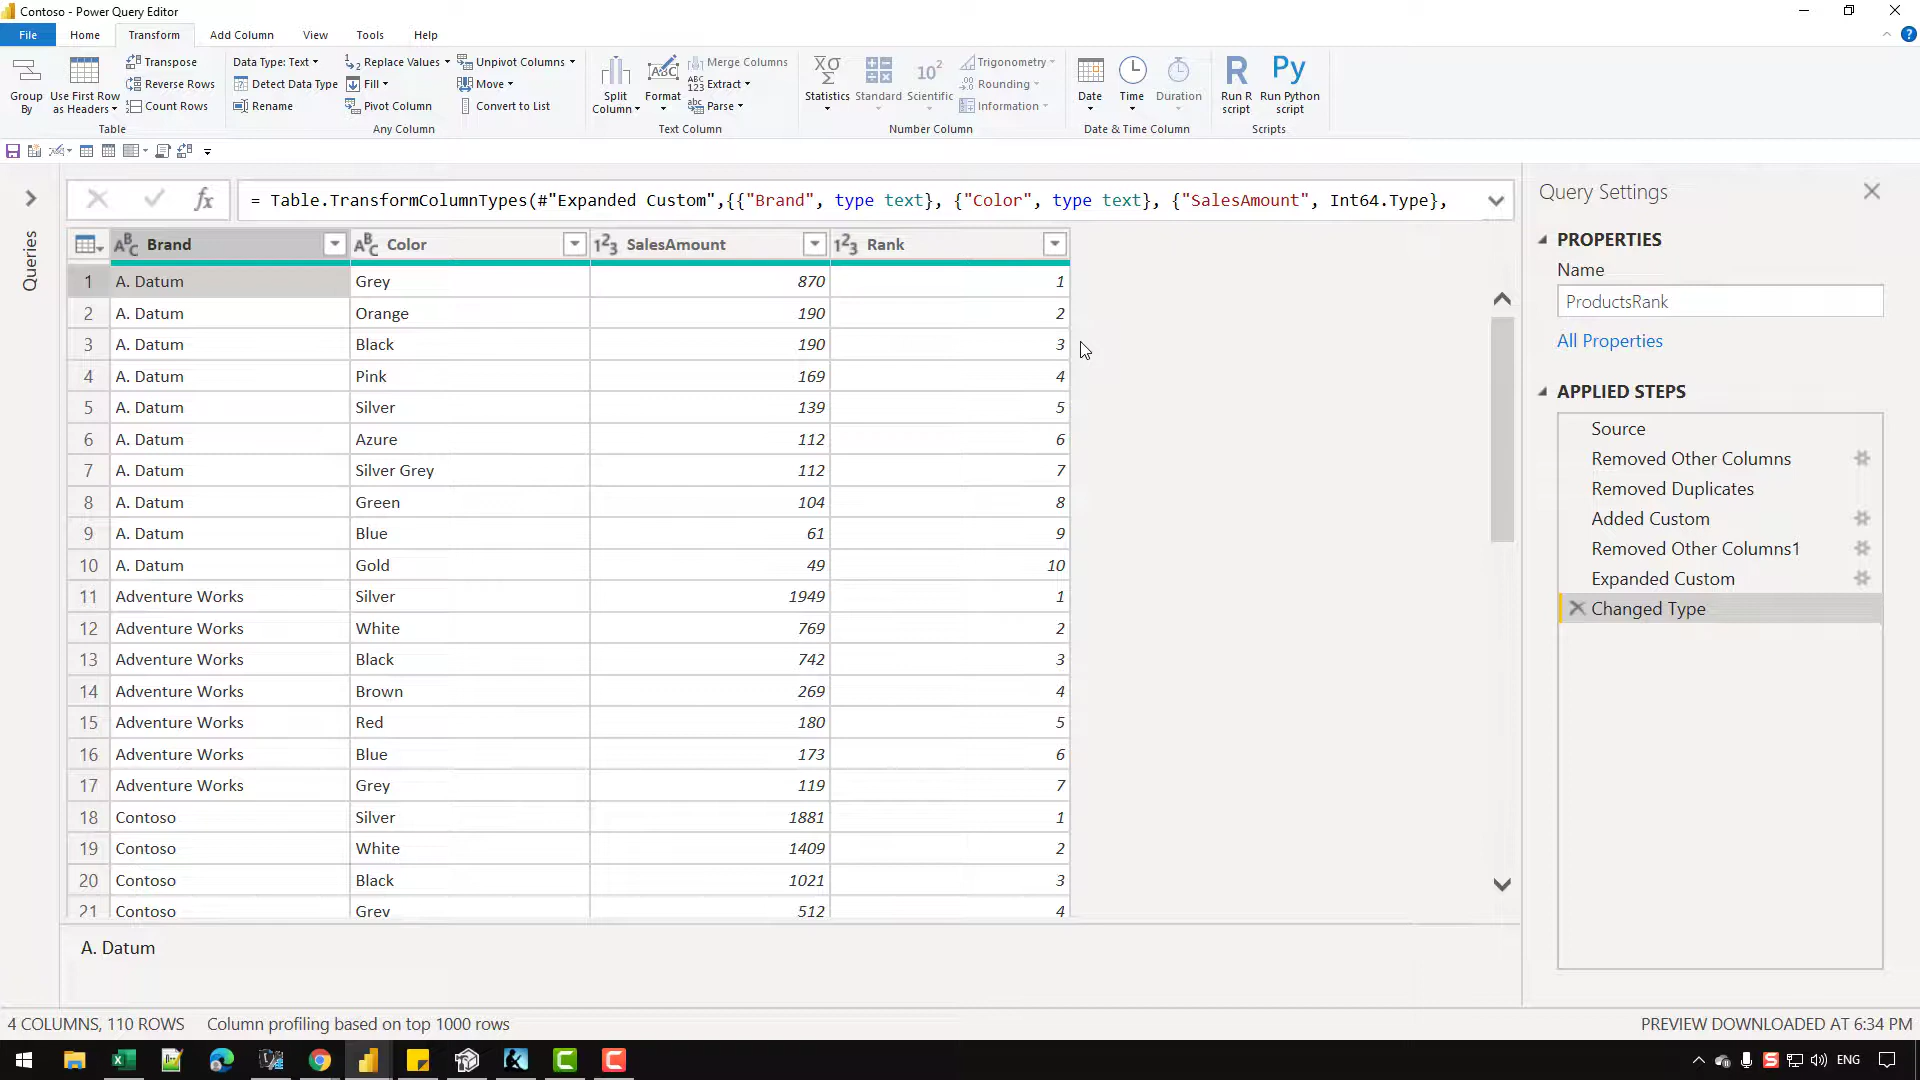 Contoso - Power Query Editor
File Home Transform Add Column View Tools Help
Group By
Use First Row as Headers
Transpose
Reverse Rows
Count Rows
Table
Data Type: Text
Detect Data Type
Rename
Replace Values
Fill
Pivot Column
Unpivot Columns
Move
Convert to List
Any Column
Split Column
Format
Merge Columns
Extract
Parse
Text Column
Statistics
Standard
Scientific
Trigonometry
Rounding
Information
Number Column
Date
Time
Duration
Date & Time Column
Run R script
Run Python script
Scripts
= Table.TransformColumnTypes(#"Expanded Custom",{{"Brand", type text}, {"Color", type text}, {"SalesAmount", Int64.Type},
Queries
Brand Color SalesAmount Rank
1 A. Datum Grey 870 1
2 A. Datum Orange 190 2
3 A. Datum Black 190 3
4 A. Datum Pink 169 4
5 A. Datum Silver 139 5
6 A. Datum Azure 112 6
7 A. Datum Silver Grey 112 7
8 A. Datum Green 104 8
9 A. Datum Blue 61 9
10 A. Datum Gold 49 10
11 Adventure Works Silver 1949 1
12 Adventure Works White 769 2
13 Adventure Works Black 742 3
14 Adventure Works Brown 269 4
15 Adventure Works Red 180 5
16 Adventure Works Blue 173 6
17 Adventure Works Grey 119 7
18 Contoso Silver 1881 1
19 Contoso White 1409 2
20 Contoso Black 1021 3
21 Contoso Grey 512 4
A. Datum
Query Settings
PROPERTIES
Name
ProductsRank
All Properties
APPLIED STEPS
Source
Removed Other Columns
Removed Duplicates
Added Custom
Removed Other Columns1
Expanded Custom
Changed Type
4 COLUMNS, 110 ROWS Column profiling based on top 1000 rows
PREVIEW DOWNLOADED AT 6:34 PM
ENG